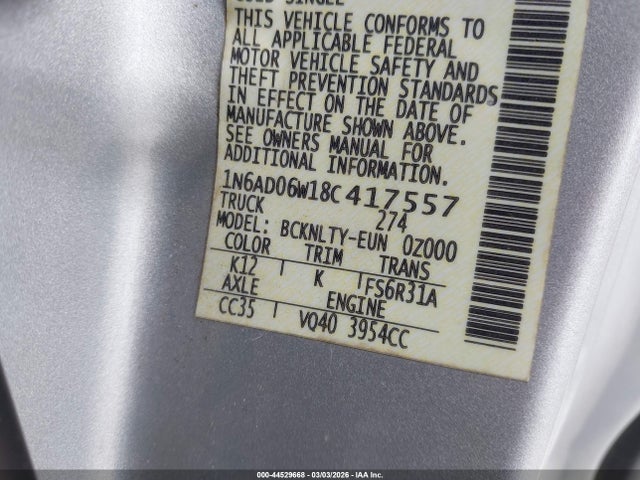 THIS VEHICLE CONFORMS TO
ALL APPLICABLE FEDERAL
MOTOR VEHICLE SAFETY AND
THEFT PREVENTION STANDARDS
IN EFFECT ON THE DATE OF
MANUFACTURE SHOWN ABOVE.
SEE OWNERS MANUAL FOR
ADDITIONAL INFORMATION.
1N6AD06W18C417557
TRUCK 274
MODEL: BCKNLTY-EUN 0Z000
COLOR TRIM TRANS
K12 K FS6R31A
AXLE ENGINE
CC35 VQ40 3954CC
000-44529668 - 03/03/2026 - IAA Inc.